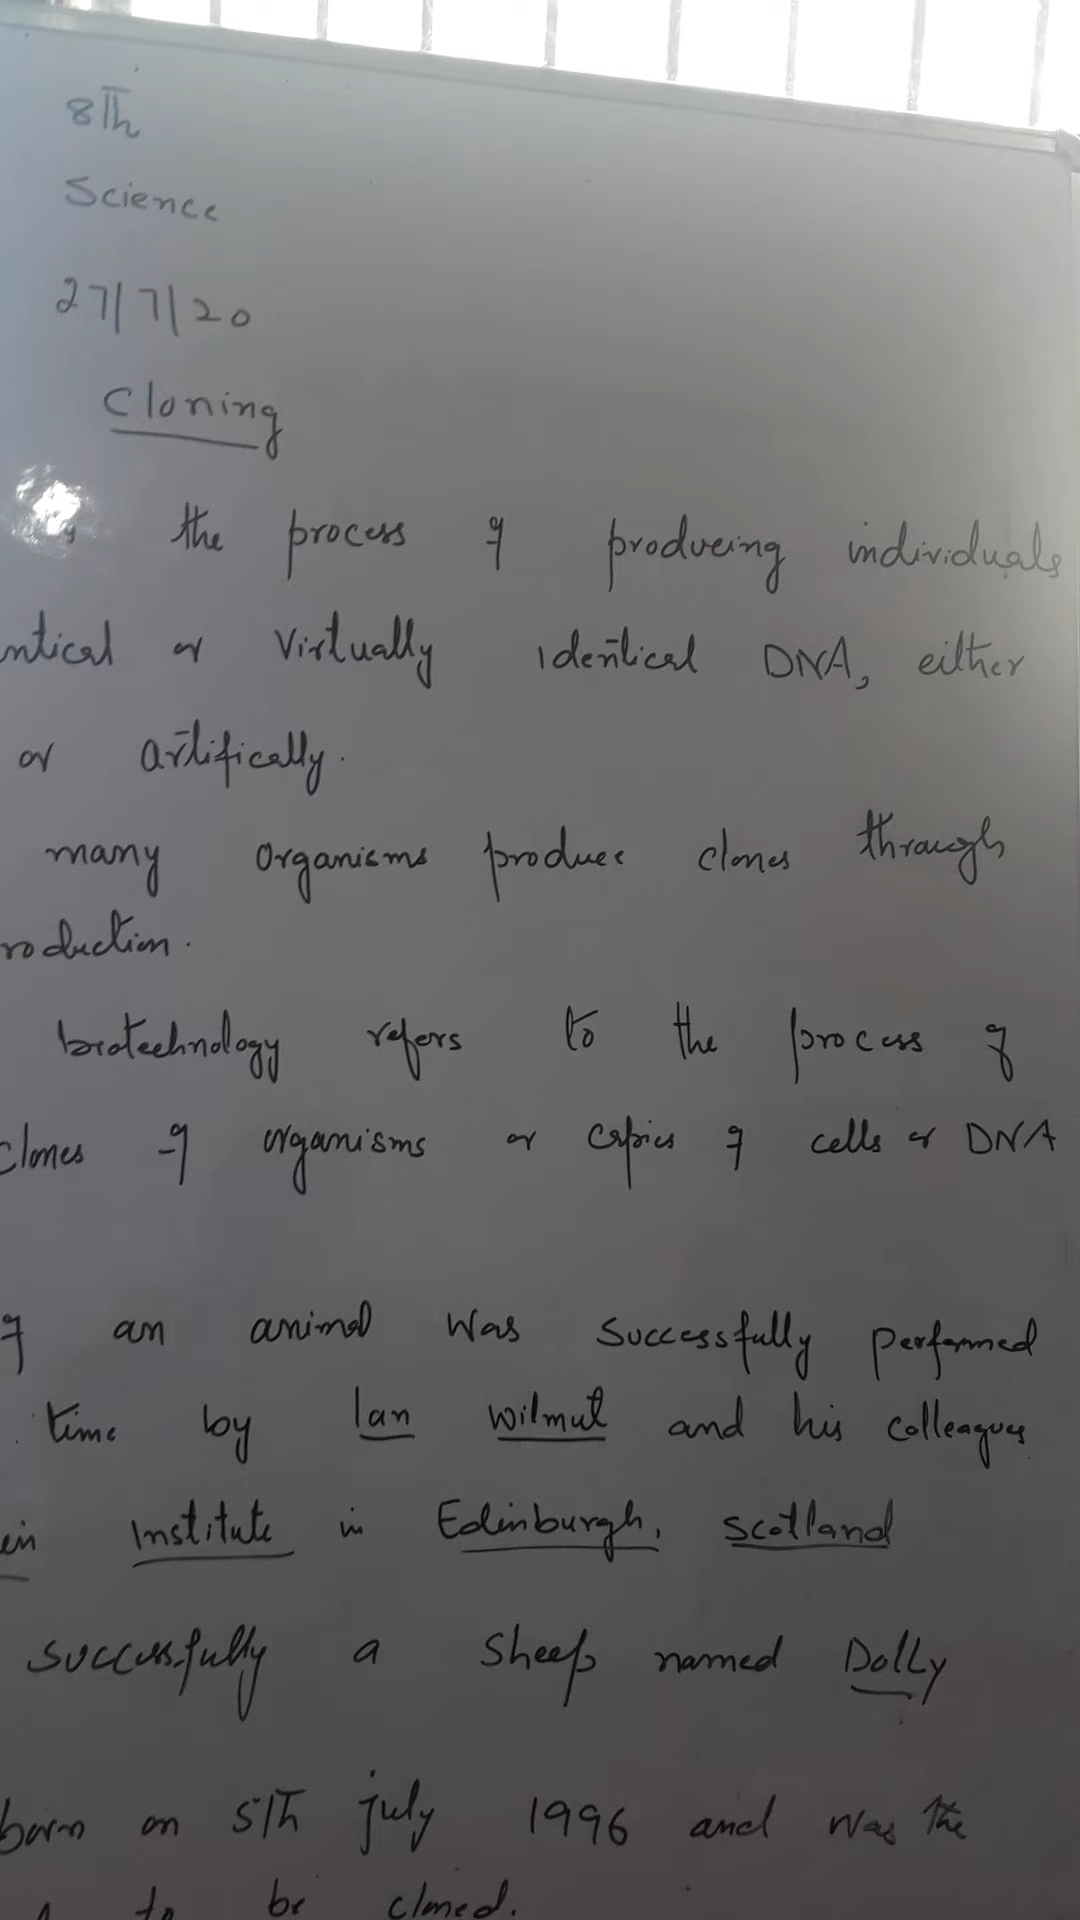 8Th
Science
27/7/20
Cloning
the process of producing individuals
ntical or Virtually identical DNA, either
or artifically.
many organisms produce clones through
roduction.
biotechnology refers to the process of
clones of organisms or copies of cells or DNA
of an animal was successfully performed
time by Ian wilmut and his colleagues
in Institute in Edinburgh, scotland
successfully a sheep named Dolly
born on 5Th july 1996 and was the
to be cloned.